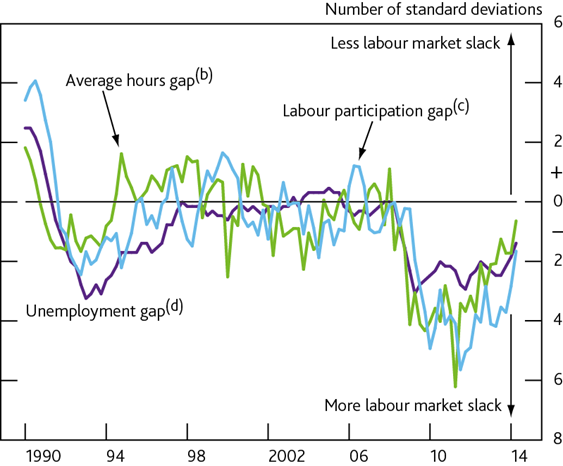 Number of standard deviations
6
Less labour market slack
Average hours gap(b)
4
Labour participation gap(c)
2
+
0
–
2
Unemployment gap(d)
4
6
More labour market slack
8
1990 94 98 2002 06 10 14